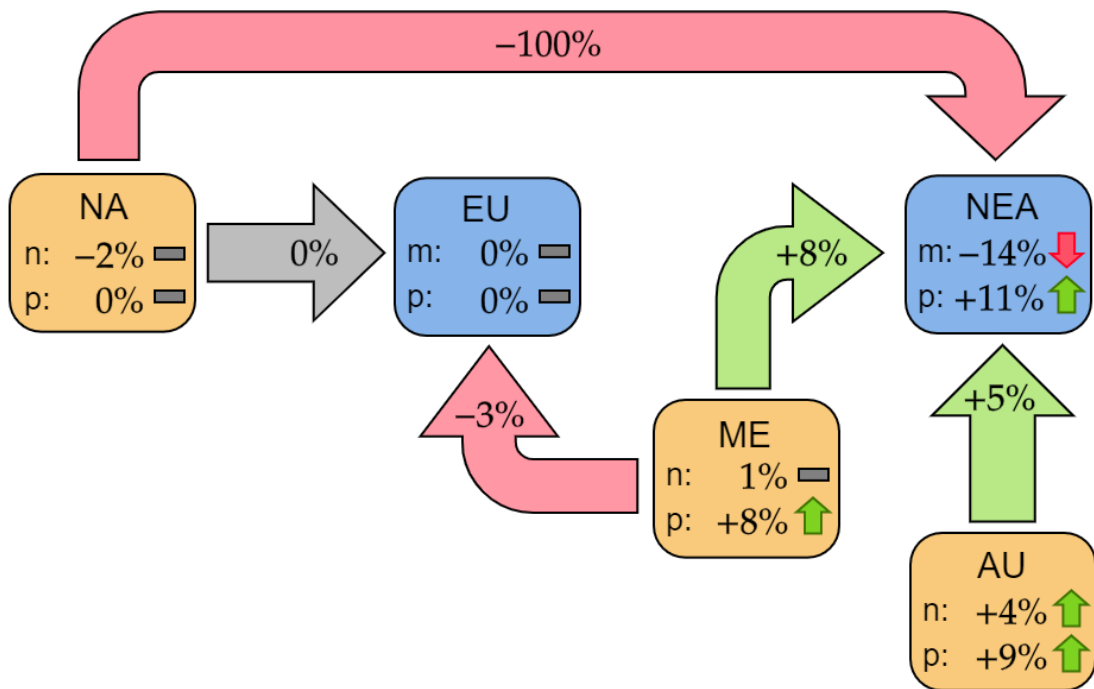 −100%
NA
n: −2%
p: 0%
0%
EU
m: 0%
p: 0%
+8%
NEA
m: −14%
p: +11%
−3%
ME
n: 1%
p: +8%
+5%
AU
n: +4%
p: +9%